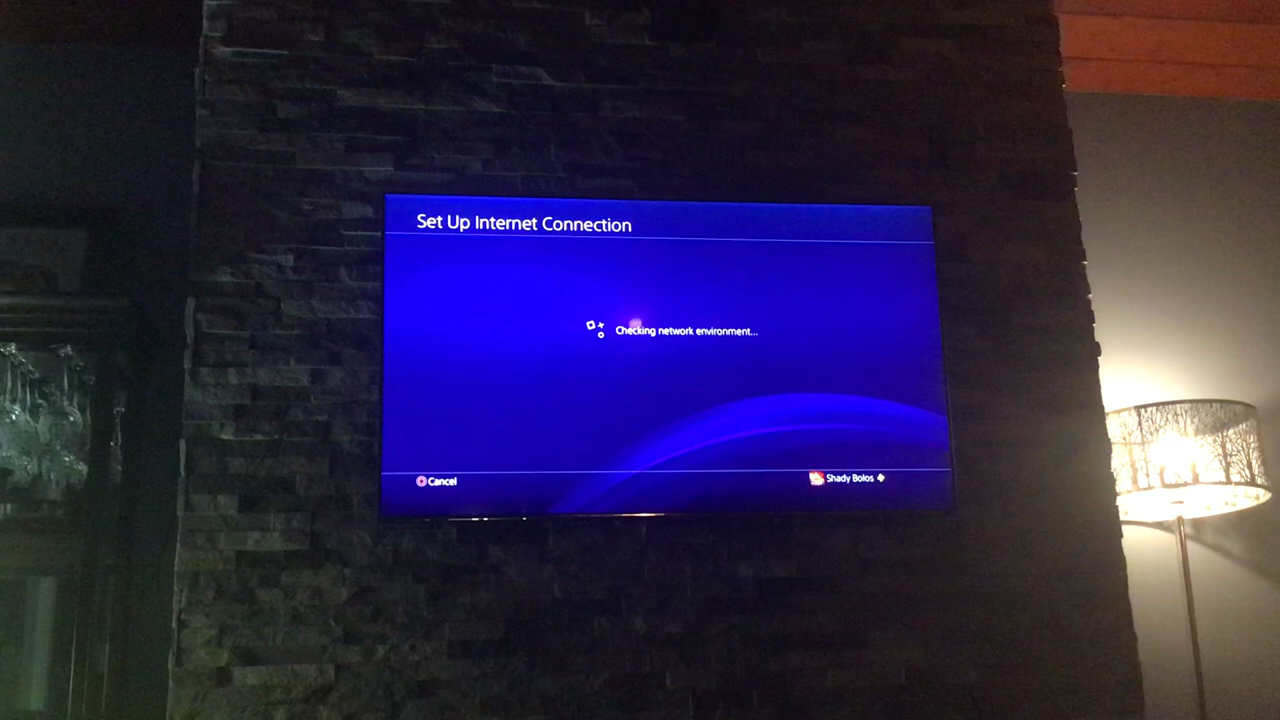 Set Up Internet Connection
Checking network environment...
Cancel
Shady Bolos